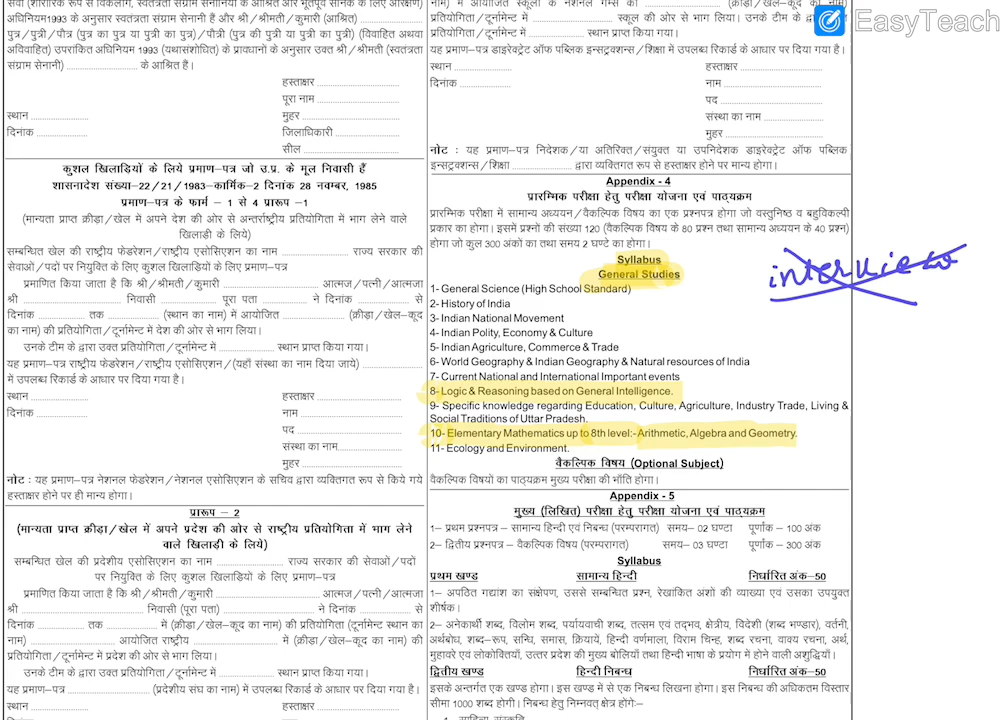 सेवा (शारीरिक रूप से विकलांग, स्वतंत्रता संग्राम सेनानियों के आश्रित और भूतपूर्व सैनिक के लिए आरक्षण)
अधिनियम1993 के अनुसार स्वतंत्रता संग्राम सेनानी है और श्री/श्रीमती/कुमारी (आश्रित)
पुत्र/पुत्री/पौत्र (पुत्र का पुत्र या पुत्री का पुत्र)/पौत्री (पुत्र की पुत्री या पुत्री का पुत्री) (विवाहित अथवा
अविवाहित) उपरांकित अधिनियम 1993 (यथासंशोधित) के प्रावधानों के अनुसार उक्त श्री/श्रीमती (स्वतंत्रता
संग्राम सेनानी) ........................ के आश्रित है।
हस्ताक्षर ..............................
पूरा नाम ..............................
स्थान ....................
मुहर ..............................
दिनांक ..................
जिलाधिकारी ......................
सील ..............................
कुशल खिलाडियों के लिये प्रमाण–पत्र जो उ.प्र. के मूल निवासी हैं
शासनादेश संख्या–22/21/1983–कार्मिक–2 दिनांक 28 नवम्बर, 1985
प्रमाण–पत्र के फार्म – 1 से 4 प्रारूप –1
(मान्यता प्राप्त क्रीड़ा/खेल में अपने देश की ओर से अन्तर्राष्ट्रीय प्रतियोगिता में भाग लेने वाले
खिलाड़ी के लिये)
सम्बन्धित खेल की राष्ट्रीय फेडरेशन/राष्ट्रीय एसोसिएशन का नाम ........................ राज्य सरकार की
सेवाओं/पदों पर नियुक्ति के लिए कुशल खिलाडियों के लिए प्रमाण–पत्र
प्रमाणित किया जाता है कि श्री/श्रीमती/कुमारी ........................ आत्मज/पत्नी/आत्मजा
श्री ........................ निवासी .............. पूरा पता .............. ने दिनांक .............. से
दिनांक .............. तक .............. (स्थान का नाम) में आयोजित .................. (क्रीड़ा/खेल–कूद
का नाम) की प्रतियोगिता/टूर्नामेन्ट में देश की ओर से भाग लिया।
उनके टीम के द्वारा उक्त प्रतियोगिता/टूर्नामेन्ट में .................. स्थान प्राप्त किया गया।
यह प्रमाण–पत्र राष्ट्रीय फेडरेशन/राष्ट्रीय एसोसिएशन/(यहाँ संस्था का नाम दिया जाये) ..................
में उपलब्ध रिकार्ड के आधार पर दिया गया है।
स्थान ....................
हस्ताक्षर ..............................
दिनांक ..................
नाम ..............................
पद ..............................
संस्था का नाम......................
मुहर ..............................
नोट : यह प्रमाण–पत्र नेशनल फेडरेशन/नेशनल एसोसिएशन के सचिव द्वारा व्यक्तिगत रूप से किये गये
हस्ताक्षर होने पर ही मान्य होगा।
प्रारूप – 2
(मान्यता प्राप्त क्रीड़ा/खेल में अपने प्रदेश की ओर से राष्ट्रीय प्रतियोगिता में भाग लेने
वाले खिलाड़ी के लिये)
सम्बन्धित खेल की प्रदेशीय एसोसिएशन का नाम .................. राज्य सरकार की सेवाओं/पदों
पर नियुक्ति के लिए कुशल खिलाडियों के लिए प्रमाण–पत्र
प्रमाणित किया जाता है कि श्री/श्रीमती/कुमारी ........................ आत्मज/पत्नी/आत्मजा
श्री ........................ निवासी (पूरा पता) ........................ ने दिनांक .............. से
दिनांक .............. तक .............. में (क्रीड़ा/खेल–कूद का नाम) की प्रतियोगिता (टूर्नामेन्ट स्थान का
नाम) .................. आयोजित राष्ट्रीय .................. में (क्रीड़ा/खेल–कूद का नाम) की
प्रतियोगिता/टूर्नामेन्ट में प्रदेश की ओर से भाग लिया।
उनके टीम के द्वारा उक्त प्रतियोगिता/टूर्नामेन्ट में .................. स्थान प्राप्त किया गया।
यह प्रमाण–पत्र .................. (प्रदेशीय संघ का नाम) में उपलब्ध रिकार्ड के आधार पर दिया गया है।
स्थान ....................
हस्ताक्षर ..............................
नाम) में आयोजित स्कूलों के नेशनल गेम्स की .................. (क्रीड़ा/खेल–कूद का नाम)
प्रतियोगिता/टूर्नामेन्ट में .................. स्कूल की ओर से भाग लिया। उनके टीम के द्वारा
प्रतियोगिता/टूर्नामेन्ट में .................. स्थान प्राप्त किया गया।
यह प्रमाण–पत्र डाइरेक्ट्रेट ऑफ पब्लिक इन्सट्रक्शन्स/शिक्षा में उपलब्ध रिकार्ड के आधार पर दिया गया है।
स्थान ....................
हस्ताक्षर ..............................
दिनांक ..................
नाम ..............................
पद ..............................
संस्था का नाम ......................
मुहर ..............................
नोट : यह प्रमाण–पत्र निदेशक/या अतिरिक्त/संयुक्त या उपनिदेशक डाइरेक्ट्रेट ऑफ पब्लिक
इन्सट्रक्शन्स/शिक्षा .................. द्वारा व्यक्तिगत रूप से हस्ताक्षर होने पर मान्य होगा।
Appendix - 4
प्रारम्भिक परीक्षा हेतु परीक्षा योजना एवं पाठ्यक्रम
प्रारम्भिक परीक्षा में सामान्य अध्ययन/वैकल्पिक विषय का एक प्रश्नपत्र होगा जो वस्तुनिष्ठ व बहुविकल्पी
प्रकार का होगा। इसमें प्रश्नों की संख्या 120 (वैकल्पिक विषय के 80 प्रश्न तथा सामान्य अध्ययन के 40 प्रश्न)
होगा जो कुल 300 अंकों का तथा समय 2 घण्टे का होगा।
Syllabus
General Studies
1- General Science (High School Standard)
2- History of India
3- Indian National Movement
4- Indian Polity, Economy & Culture
5- Indian Agriculture, Commerce & Trade
6- World Geography & Indian Geography & Natural resources of India
7- Current National and International Important events
8- Logic & Reasoning based on General Intelligence.
9- Specific knowledge regarding Education, Culture, Agriculture, Industry Trade, Living &
Social Traditions of Uttar Pradesh.
10- Elementary Mathematics up to 8th level:- Arithmetic, Algebra and Geometry.
11- Ecology and Environment.
वैकल्पिक विषय (Optional Subject)
वैकल्पिक विषयो का पाठ्यक्रम मुख्य परीक्षा की भाँति होगा।
Appendix - 5
मुख्य (लिखित) परीक्षा हेतु परीक्षा योजना एवं पाठ्यक्रम
1– प्रथम प्रश्नपत्र – सामान्य हिन्दी एवं निबन्ध (परम्परागत) समय– 02 घण्टा पूर्णांक – 100 अंक
2– द्वितीय प्रश्नपत्र – वैकल्पिक विषय (परम्परागत) समय– 03 घण्टा पूर्णांक – 300 अंक
Syllabus
प्रथम खण्ड सामान्य हिन्दी निर्धारित अंक–50
1– अपठित गद्यांश का संक्षेपण, उससे सम्बन्धित प्रश्न, रेखांकित अंशों की व्याख्या एवं उसका उपयुक्त
शीर्षक।
2– अनेकार्थी शब्द, विलोम शब्द, पर्यायवाची शब्द, तत्सम एवं तद्भव, क्षेत्रीय, विदेशी (शब्द भण्डार), वर्तनी,
अर्थबोध, शब्द–रूप, सन्धि, समास, क्रियायें, हिन्दी वर्णमाला, विराम चिन्ह, शब्द रचना, वाक्य रचना, अर्थ,
मुहावरे एवं लोकोक्तियाँ, उत्तर प्रदेश की मुख्य बोलियाँ तथा हिन्दी भाषा के प्रयोग में होने वाली अशुद्धियाँ।
द्वितीय खण्ड हिन्दी निबन्ध निर्धारित अंक–50
इसके अन्तर्गत एक खण्ड होगा। इस खण्ड में से एक निबन्ध लिखना होगा। इस निबन्ध की अधिकतम विस्तार
सीमा 1000 शब्द होगी। निबन्ध हेतु निम्नवत् क्षेत्र होगेः–
1. साहित्य संस्कृति
EasyTeach
interview